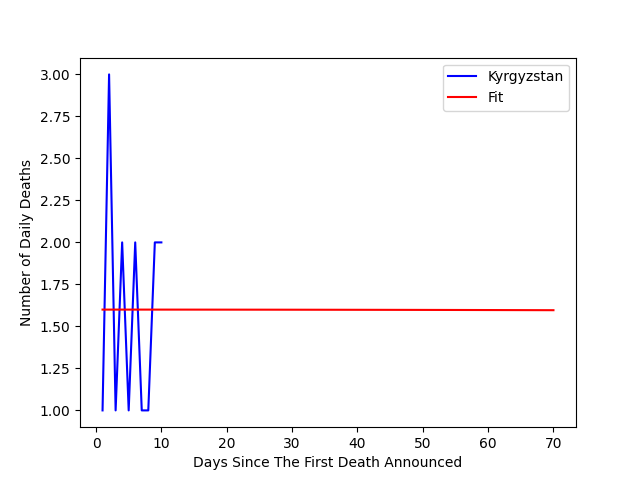 3.00
2.75
2.50
2.25
2.00
1.75
1.50
1.25
1.00
Number of Daily Deaths
Kyrgyzstan
Fit
0 10 20 30 40 50 60 70
Days Since The First Death Announced